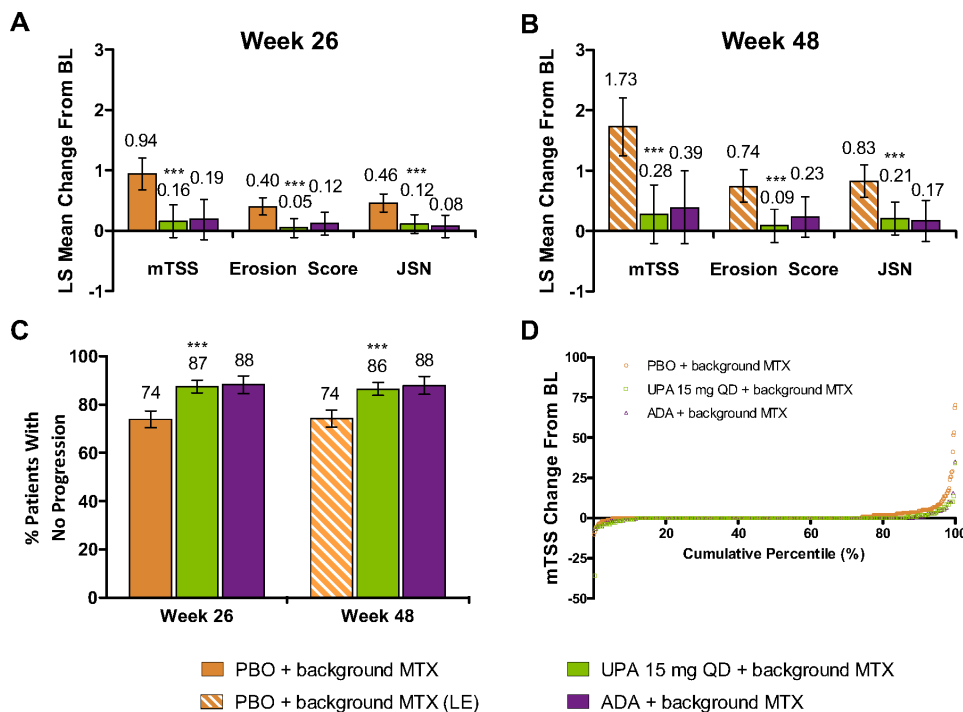 A
Week 26
LS Mean Change From BL
3
2
1
0
-1
0.94
***
0.16
0.19
0.40
***
0.05
0.12
0.46
***
0.12
0.08
mTSS
Erosion Score
JSN
B
Week 48
LS Mean Change From BL
3
2
1
0
-1
1.73
***
0.28
0.39
0.74
***
0.09
0.23
0.83
***
0.21
0.17
mTSS
Erosion Score
JSN
C
% Patients With
No Progression
100
80
60
40
20
0
74
***
87
88
74
***
86
88
Week 26
Week 48
D
mTSS Change From BL
100
75
50
25
0
-25
-50
PBO + background MTX
UPA 15 mg QD + background MTX
ADA + background MTX
20
40
60
80
100
Cumulative Percentile (%)
PBO + background MTX
PBO + background MTX (LE)
UPA 15 mg QD + background MTX
ADA + background MTX